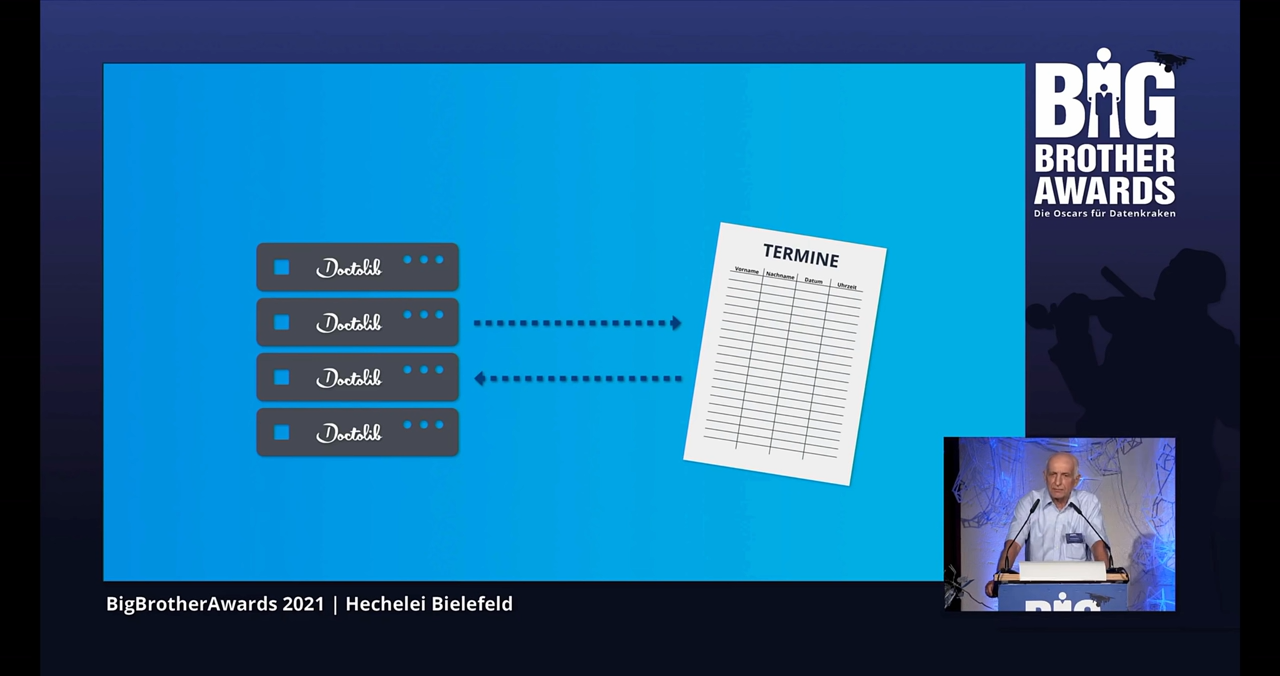 BIG
BROTHER
AWARDS
Die Oscars für Datenkraken
Doctolib
Doctolib
Doctolib
Doctolib
TERMINE
Vorname Nachname Datum Uhrzeit
BIG
BigBrotherAwards 2021 | Hechelei Bielefeld